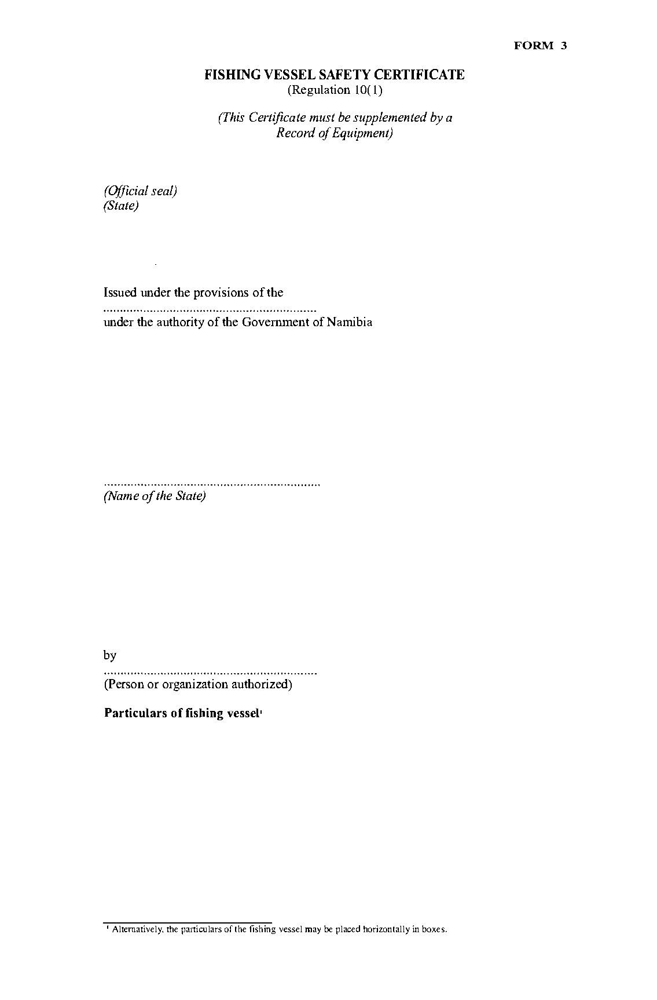 FORM 3
FISHING VESSEL SAFETY CERTIFICATE
(Regulation 10(1)
(This Certificate must be supplemented by a
Record of Equipment)
(Official seal)
(State)
Issued under the provisions of the
................................................................
under the authority of the Government of Namibia
.................................................................
(Name of the State)
by
................................................................
(Person or organization authorized)
Particulars of fishing vessel¹
¹ Alternatively, the particulars of the fishing vessel may be placed horizontally in boxes.